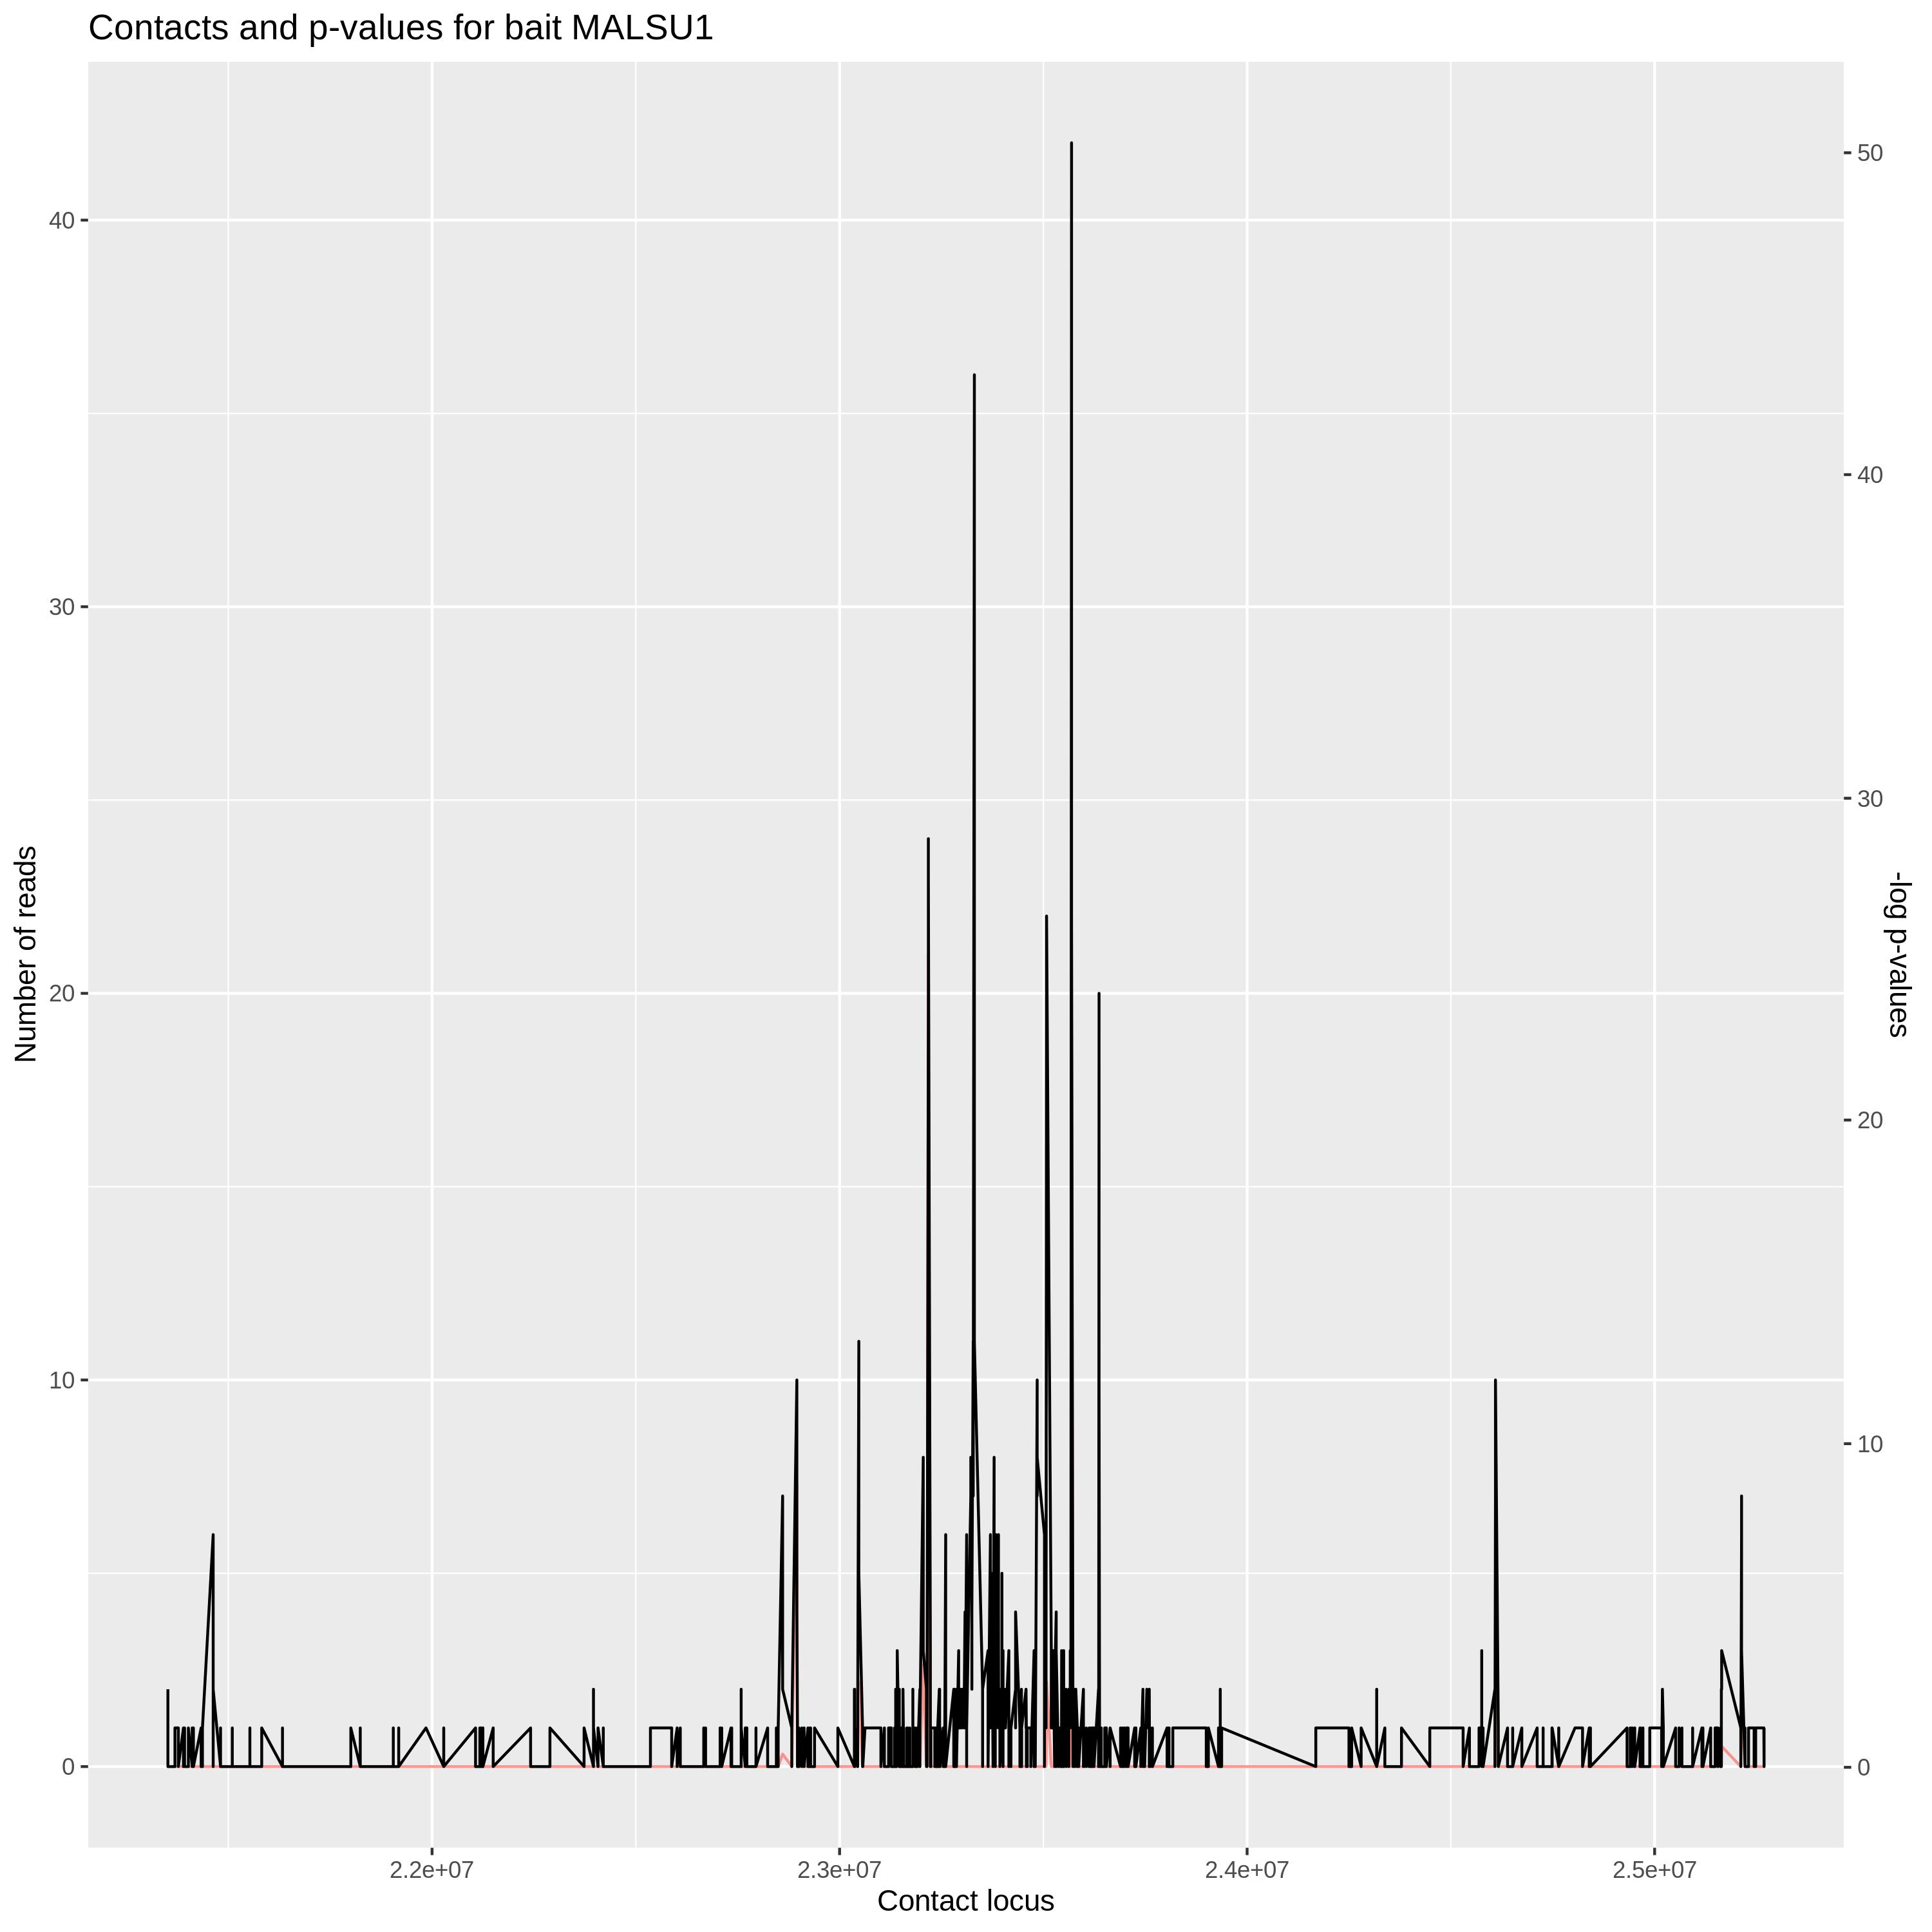 Contacts and p-values for bait MALSU1
Number of reads
40
30
20
10
0
50
40
30
20
10
0
-log p-values
2.2e+07
2.3e+07
2.4e+07
2.5e+07
Contact locus